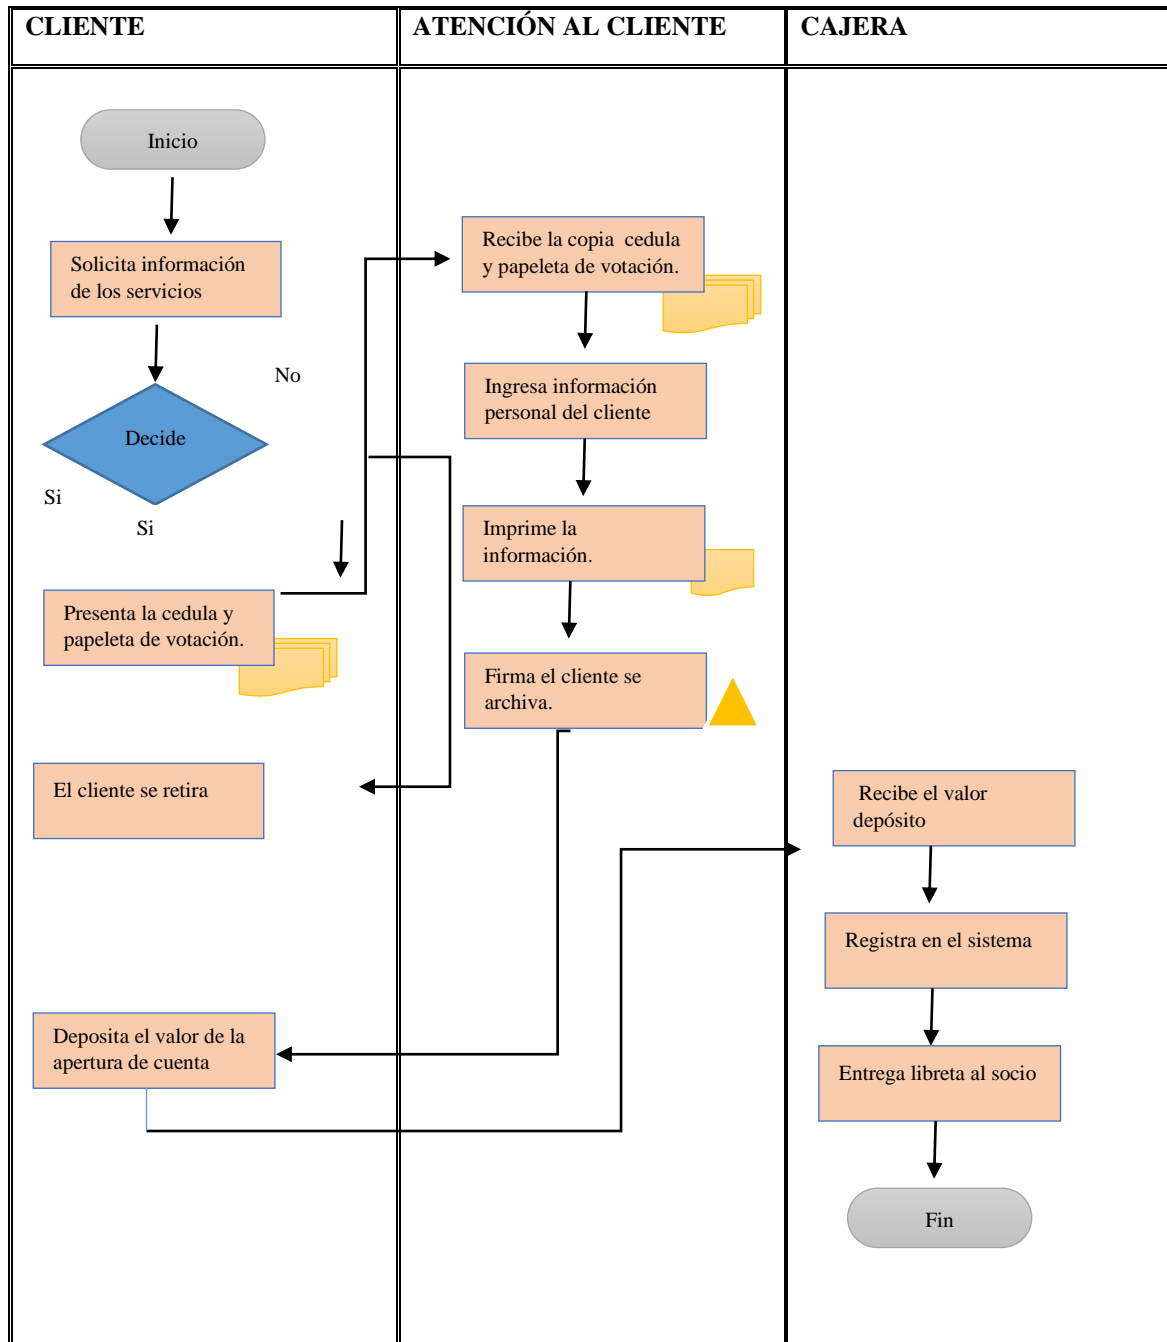 CLIENTE
ATENCIÓN AL CLIENTE
CAJERA
Inicio
Solicita información
de los servicios
No
Decide
Si
Si
Presenta la cedula y
papeleta de votación.
El cliente se retira
Deposita el valor de la
apertura de cuenta
Recibe la copia cedula
y papeleta de votación.
Ingresa información
personal del cliente
Imprime la
información.
Firma el cliente se
archiva.
Recibe el valor
depósito
Registra en el sistema
Entrega libreta al socio
Fin